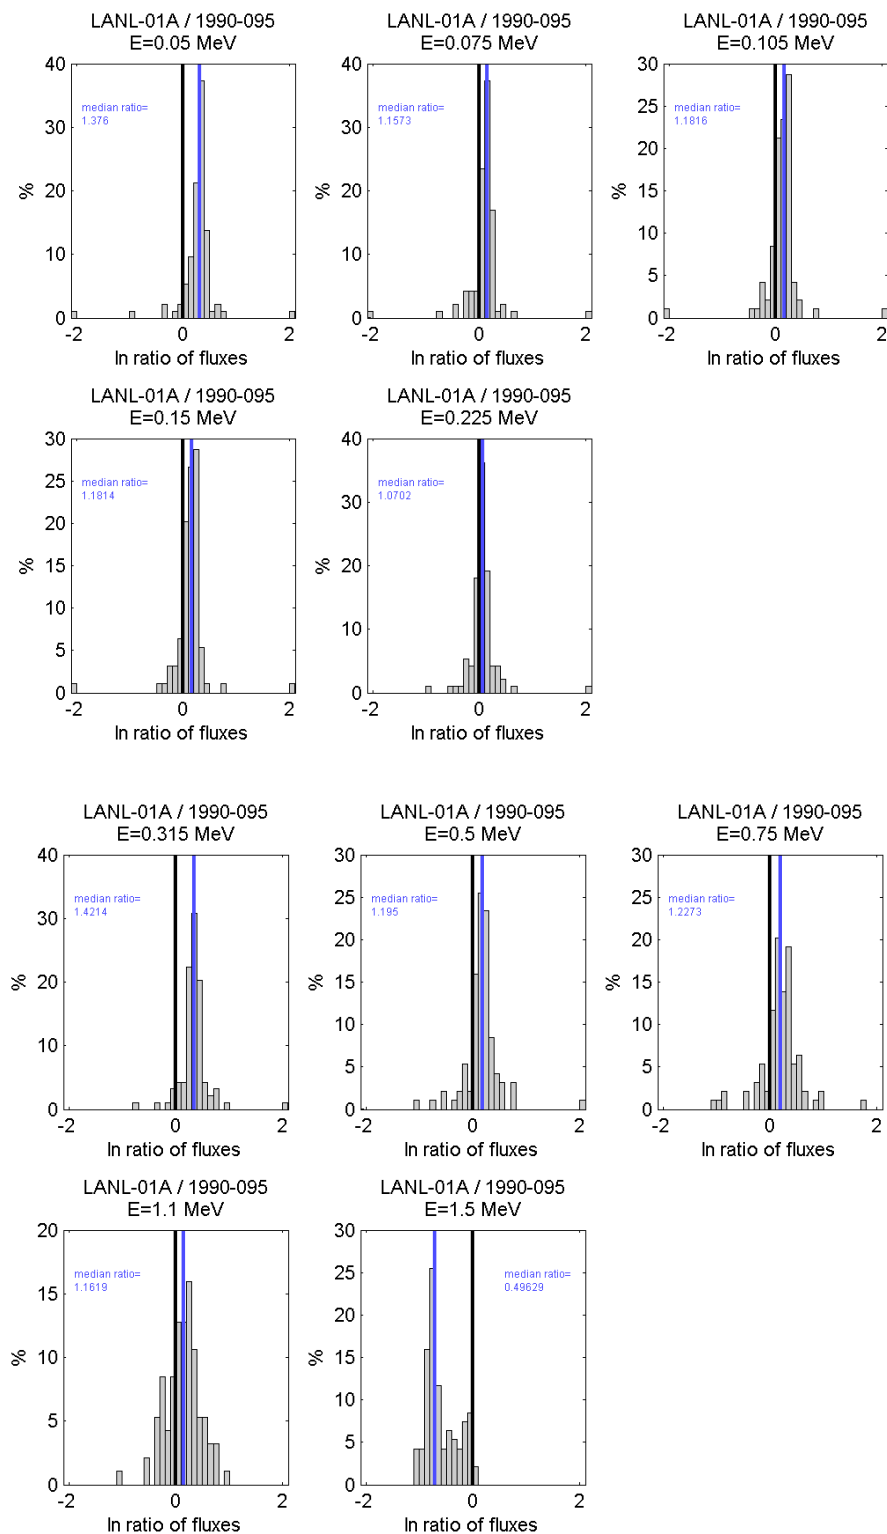 LANL-01A / 1990-095
E=0.05 MeV
median ratio=
1.376
40
30
20
10
0
%
-2 0 2
ln ratio of fluxes
LANL-01A / 1990-095
E=0.075 MeV
median ratio=
1.1573
40
30
20
10
0
%
-2 0 2
ln ratio of fluxes
LANL-01A / 1990-095
E=0.105 MeV
median ratio=
1.1816
30
25
20
15
10
5
0
%
-2 0 2
ln ratio of fluxes
LANL-01A / 1990-095
E=0.15 MeV
median ratio=
1.1814
30
25
20
15
10
5
0
%
-2 0 2
ln ratio of fluxes
LANL-01A / 1990-095
E=0.225 MeV
median ratio=
1.0702
40
30
20
10
0
%
-2 0 2
ln ratio of fluxes
LANL-01A / 1990-095
E=0.315 MeV
median ratio=
1.4214
40
30
20
10
0
%
-2 0 2
ln ratio of fluxes
LANL-01A / 1990-095
E=0.5 MeV
median ratio=
1.195
30
25
20
15
10
5
0
%
-2 0 2
ln ratio of fluxes
LANL-01A / 1990-095
E=0.75 MeV
median ratio=
1.2273
30
25
20
15
10
5
0
%
-2 0 2
ln ratio of fluxes
LANL-01A / 1990-095
E=1.1 MeV
median ratio=
1.1619
20
15
10
5
0
%
-2 0 2
ln ratio of fluxes
LANL-01A / 1990-095
E=1.5 MeV
median ratio=
0.49629
30
25
20
15
10
5
0
%
-2 0 2
ln ratio of fluxes